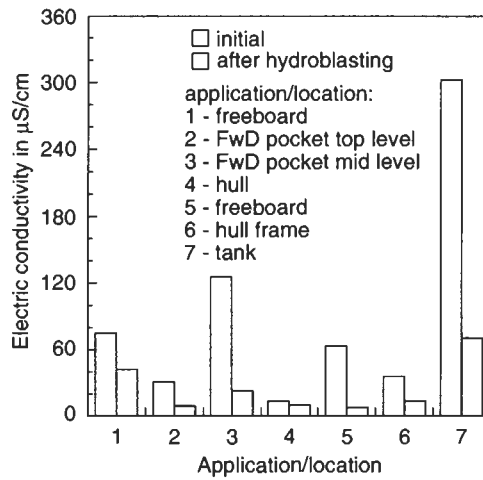 360
300
240
180
120
60
0
Electric conductivity in µS/cm
initial
after hydroblasting
application/location:
1 - freeboard
2 - FwD pocket top level
3 - FwD pocket mid level
4 - hull
5 - freeboard
6 - hull frame
7 - tank
1 2 3 4 5 6 7
Application/location